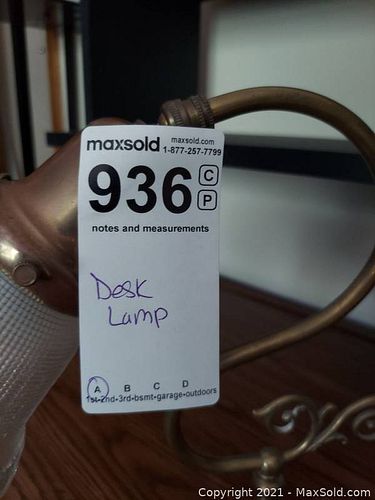 maxsold maxsold.com
1-877-257-7799
936 C
P
notes and measurements
Desk
Lamp
A B C D
1st-2nd-3rd-bsmt-garage-outdoors
Copyright 2021 - MaxSold.com